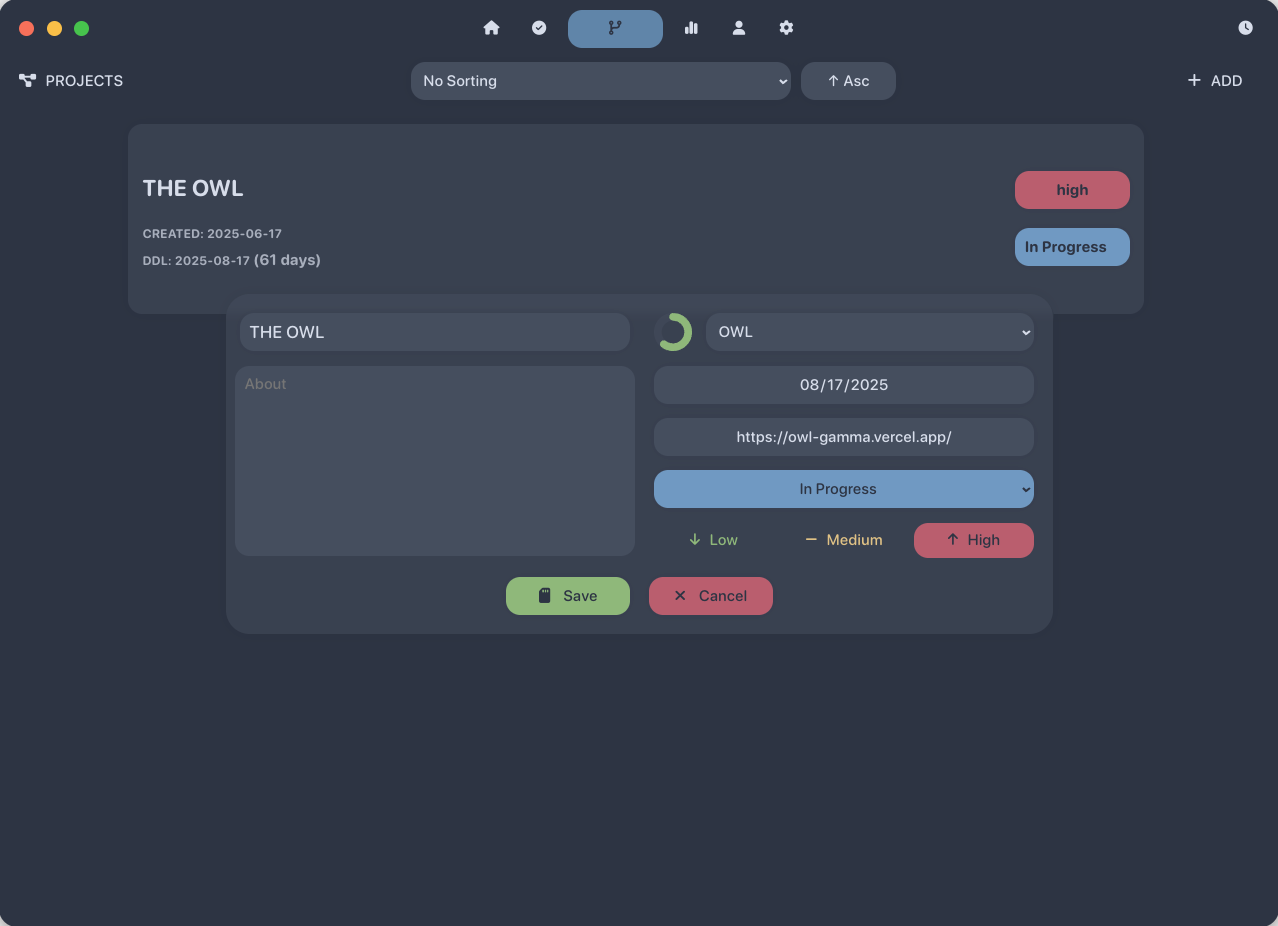 PROJECTS
No Sorting
↑ Asc
+ ADD
THE OWL
CREATED: 2025-06-17
DDL: 2025-08-17 (61 days)
high
In Progress
THE OWL
OWL
About
08/17/2025
https://owl-gamma.vercel.app/
In Progress
↓ Low
− Medium
↑ High
Save
✕ Cancel